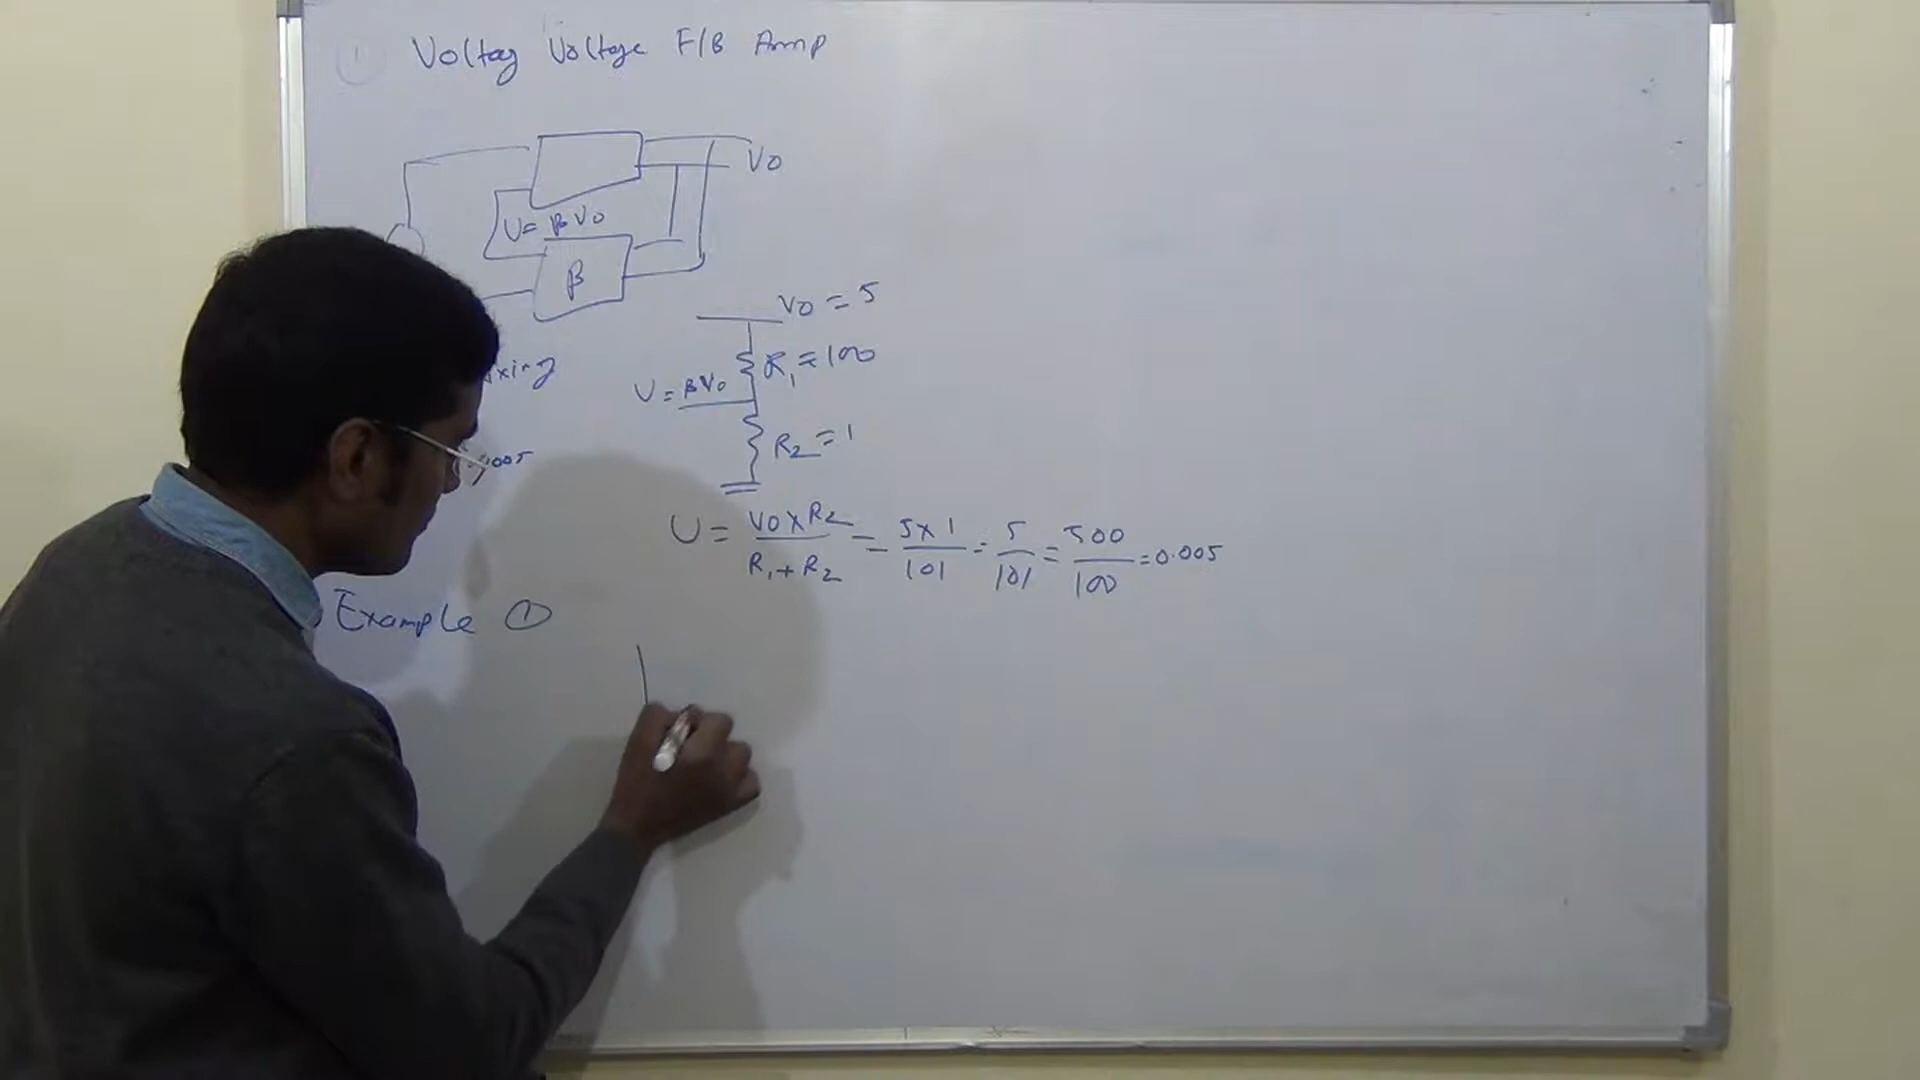 1 Voltag Voltage F/B Amp
Vo
U = βVo
β
Vo = 5
R1 = 100
U = βVo
R2 = 1
U = Vo x R2 / R1 + R2 = 5 x 1 / 101 = 5 / 101 = 500 / 100 = 0.005
Example 1